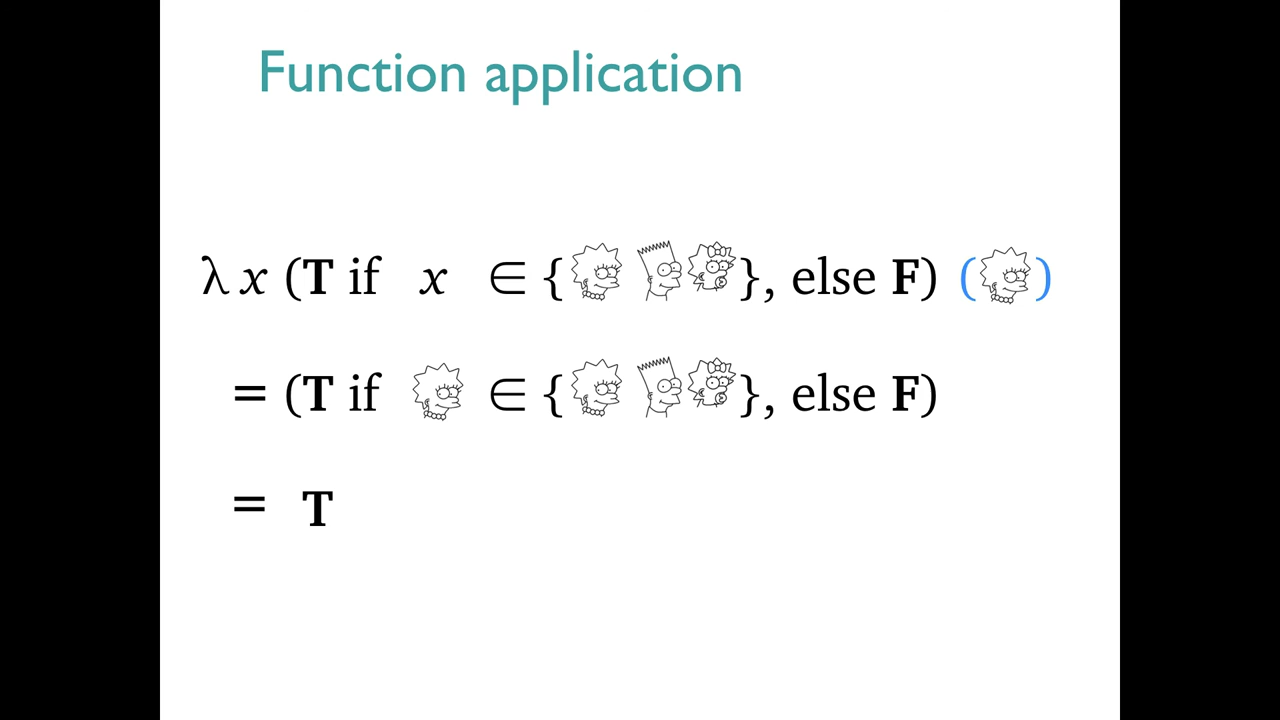 Function application
λ x (T if x ∈ { }, else F) ( )
= (T if ∈ { }, else F)
= T